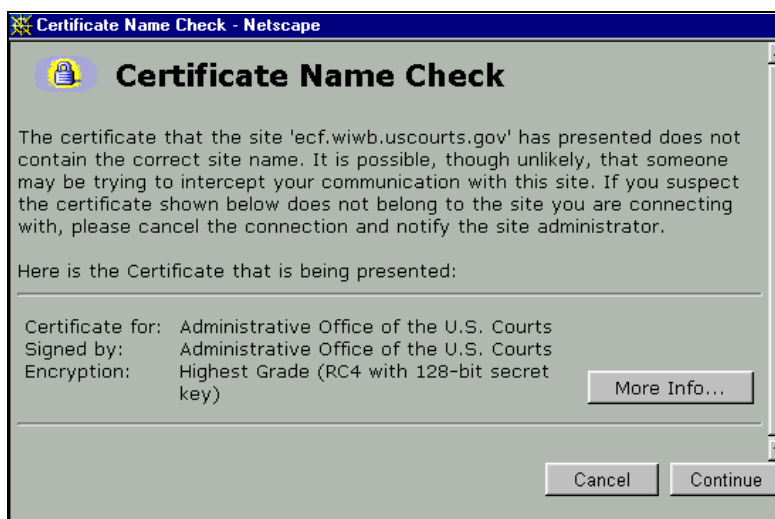 Certificate Name Check - Netscape
Certificate Name Check
The certificate that the site 'ecf.wiwb.uscourts.gov' has presented does not
contain the correct site name. It is possible, though unlikely, that someone
may be trying to intercept your communication with this site. If you suspect
the certificate shown below does not belong to the site you are connecting
with, please cancel the connection and notify the site administrator.
Here is the Certificate that is being presented:
Certificate for: Administrative Office of the U.S. Courts
Signed by: Administrative Office of the U.S. Courts
Encryption: Highest Grade (RC4 with 128-bit secret
key)
More Info...
Cancel Continue